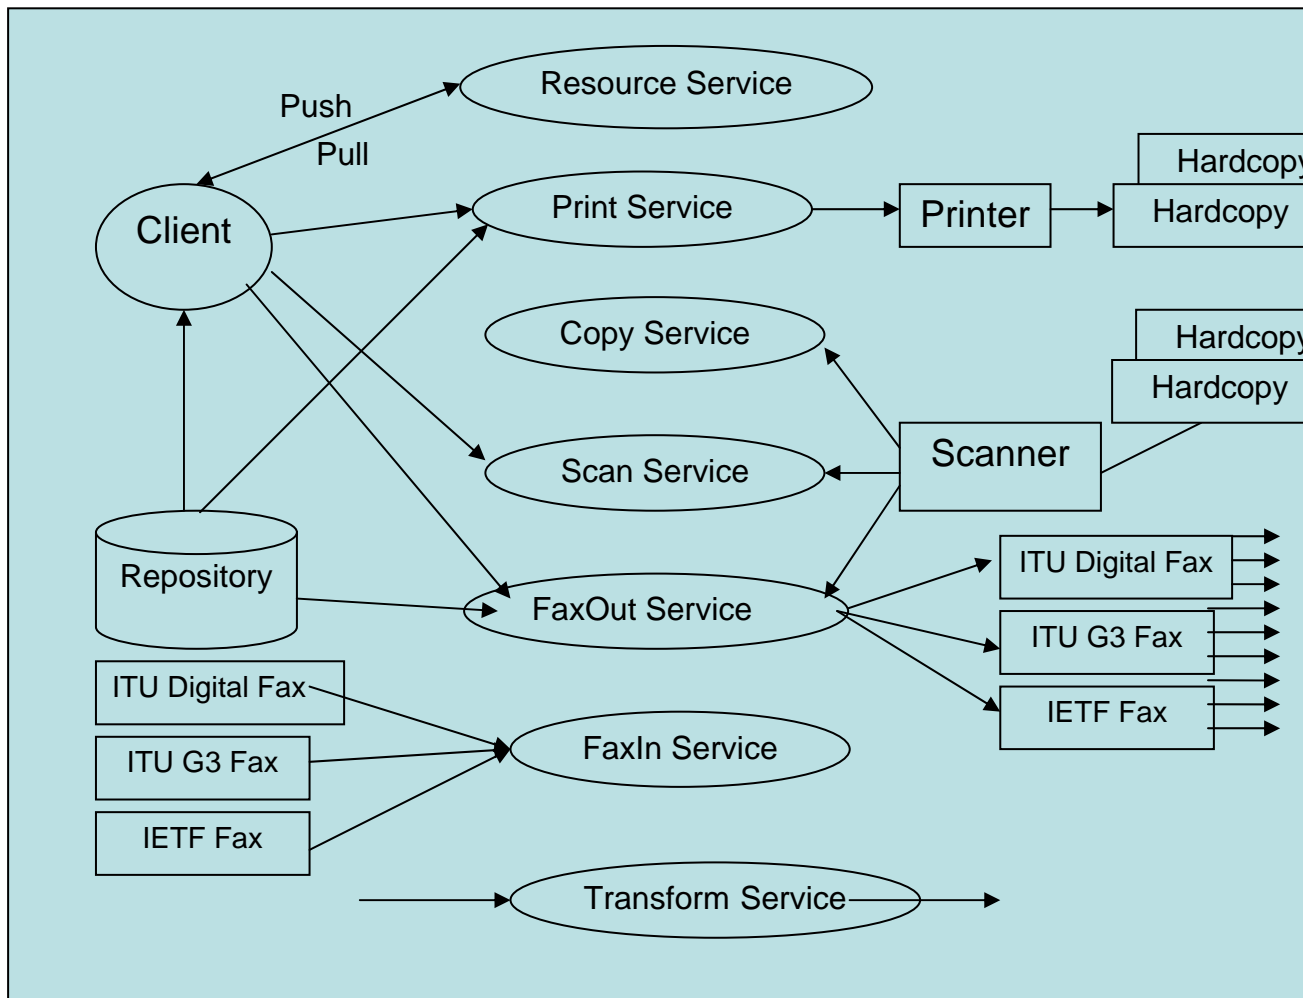 Resource Service
Push
Pull
Client
Print Service
Printer
Hardcopy
Hardcopy
Copy Service
Hardcopy
Hardcopy
Scan Service
Scanner
Repository
FaxOut Service
ITU Digital Fax
ITU G3 Fax
IETF Fax
ITU Digital Fax
ITU G3 Fax
IETF Fax
FaxIn Service
Transform Service